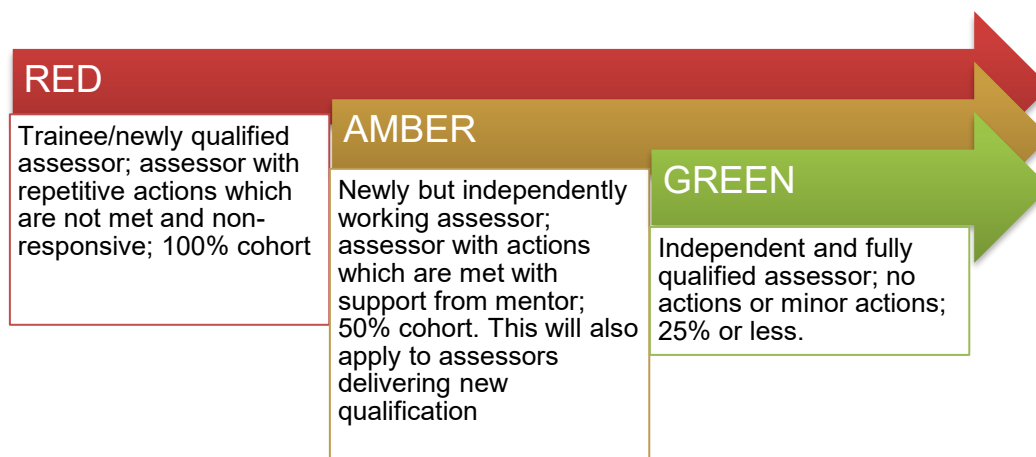 RED
Trainee/newly qualified
assessor; assessor with
repetitive actions which
are not met and non-
responsive; 100% cohort
AMBER
Newly but independently
working assessor;
assessor with actions
which are met with
support from mentor;
50% cohort. This will also
apply to assessors
delivering new
qualification
GREEN
Independent and fully
qualified assessor; no
actions or minor actions;
25% or less.